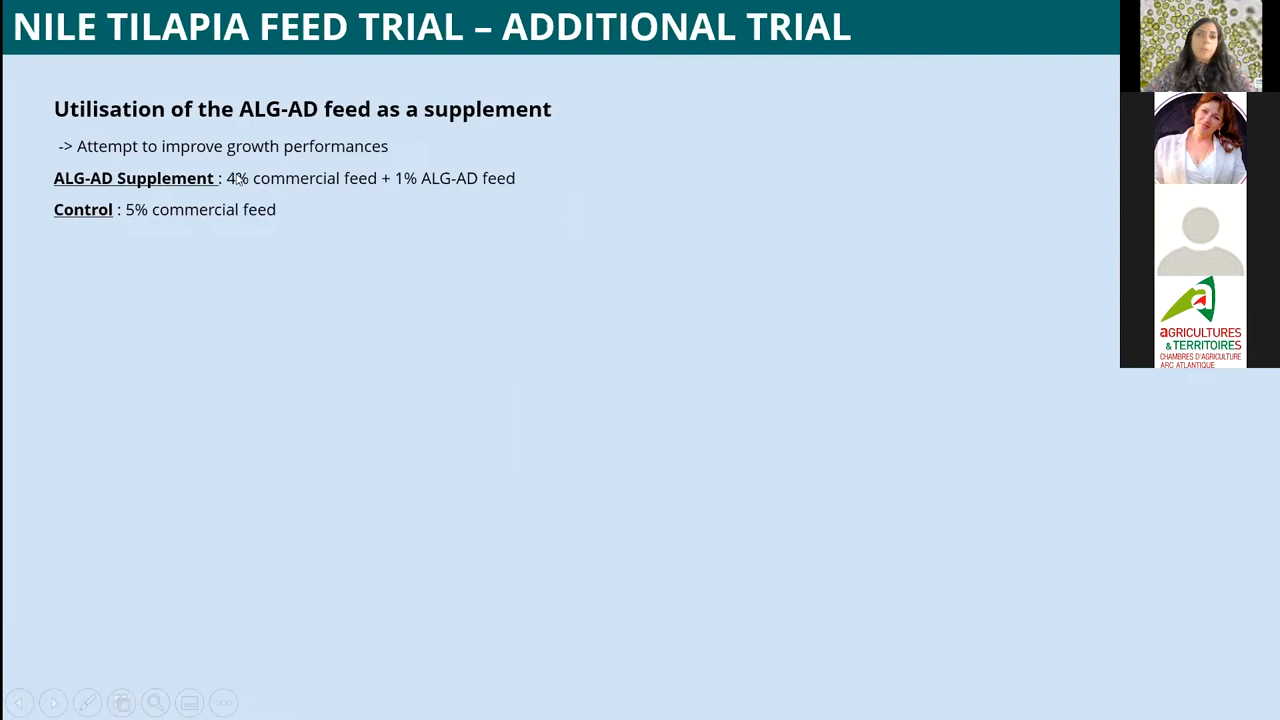 NILE TILAPIA FEED TRIAL – ADDITIONAL TRIAL
Utilisation of the ALG-AD feed as a supplement
-> Attempt to improve growth performances
ALG-AD Supplement : 4% commercial feed + 1% ALG-AD feed
Control : 5% commercial feed
a
AGRICULTURES
& TERRITOIRES
CHAMBRES D'AGRICULTURE
ARC ATLANTIQUE